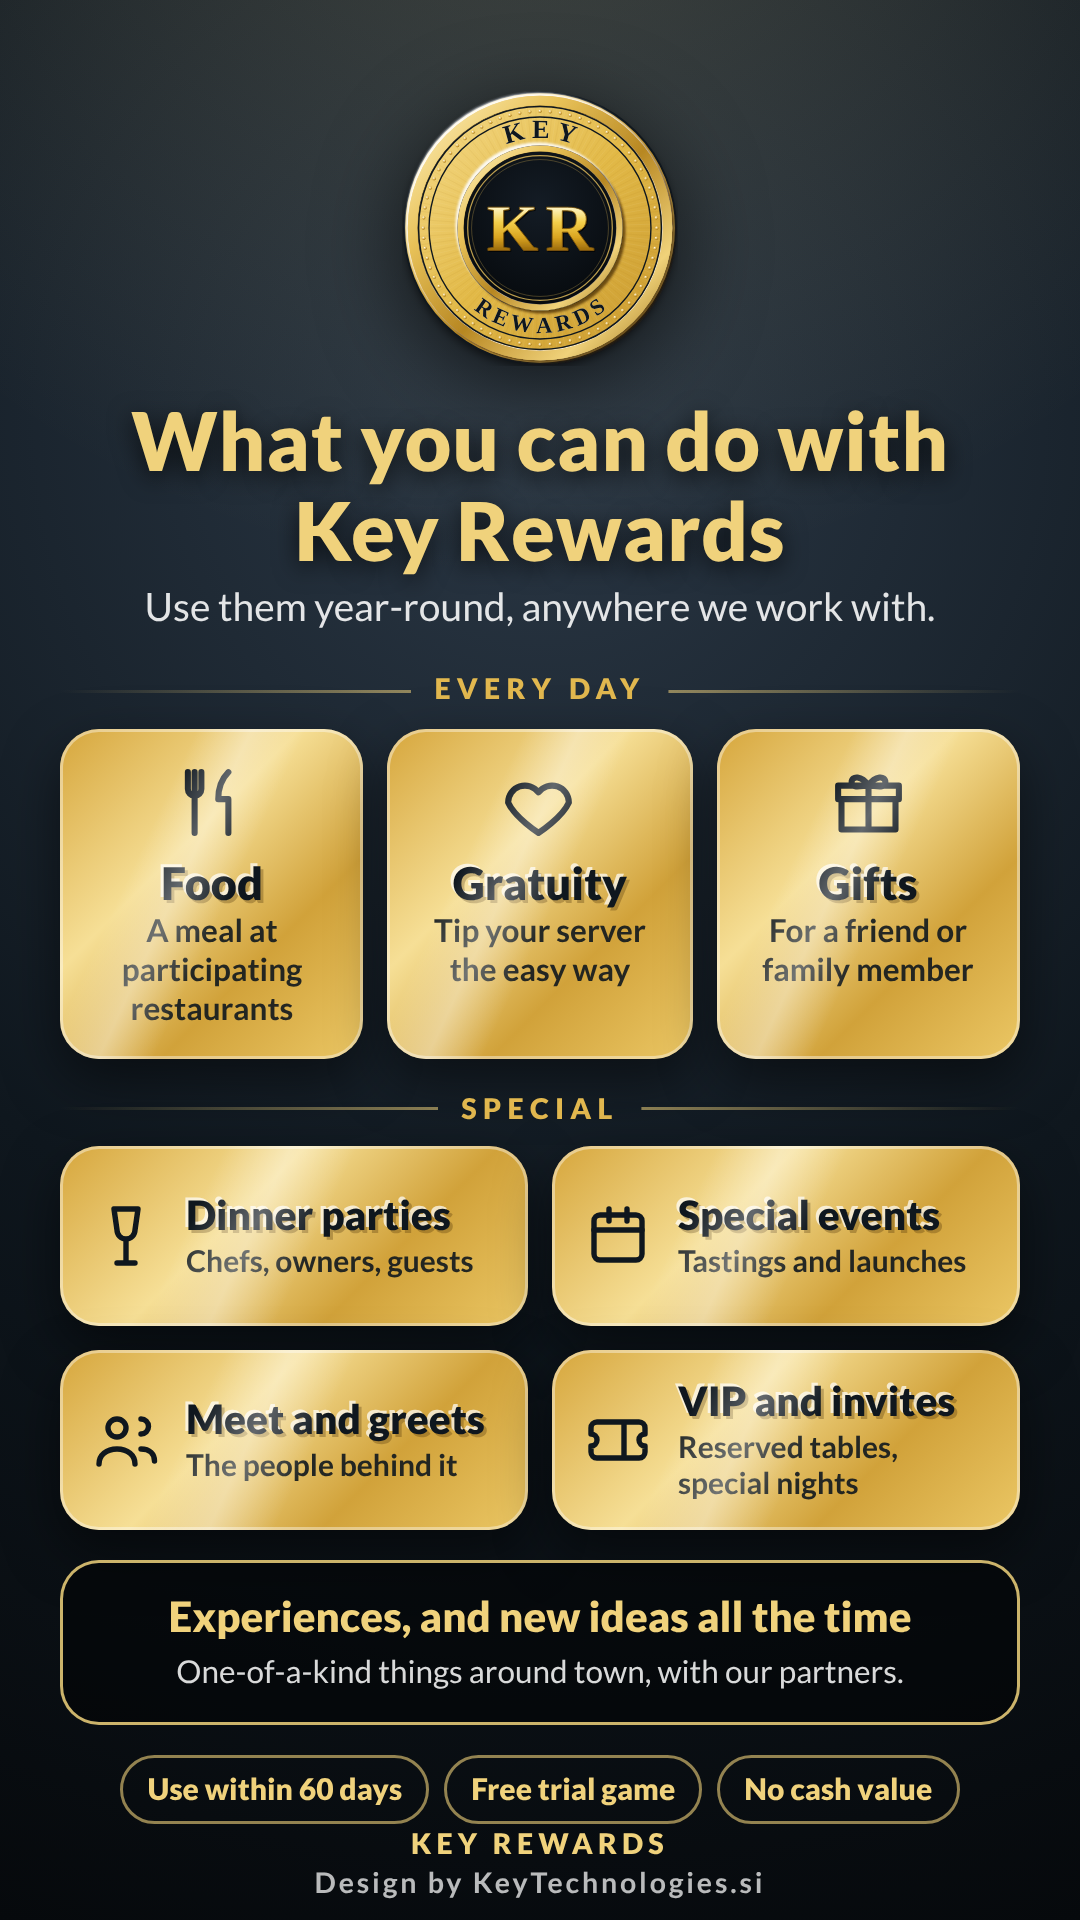 KEY
KR
REWARDS
What you can do with
Key Rewards
Use them year-round, anywhere we work with.
EVERY DAY
Food
A meal at
participating
restaurants
Gratuity
Tip your server
the easy way
Gifts
For a friend or
family member
SPECIAL
Dinner parties
Chefs, owners, guests
Special events
Tastings and launches
Meet and greets
The people behind it
VIP and invites
Reserved tables,
special nights
Experiences, and new ideas all the time
One-of-a-kind things around town, with our partners.
Use within 60 days
Free trial game
No cash value
KEY REWARDS
Design by KeyTechnologies.si